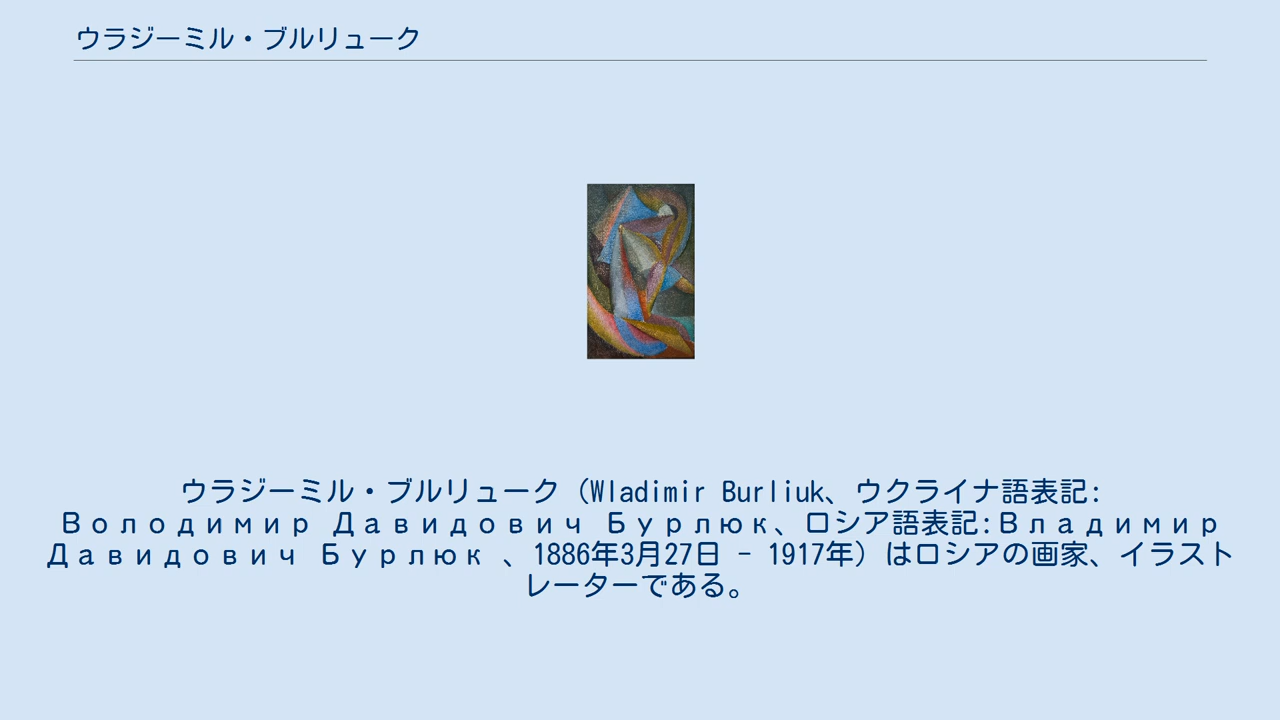 ウラジーミル・ブルリューク
ウラジーミル・ブルリューク（Wladimir Burliuk、ウクライナ語表記:
Володимир Давидович Бурлюк、ロシア語表記:Владимир
Давидович Бурлюк 、1886年3月27日 - 1917年）はロシアの画家、イラスト
レーターである。